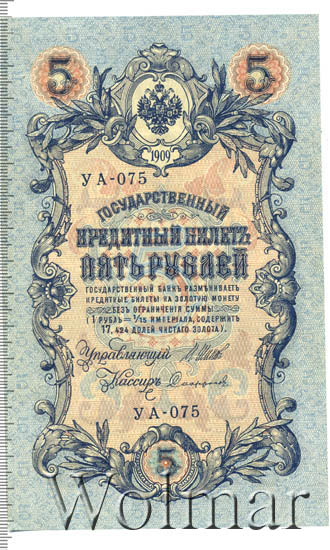 5 5
1909
УА-075
ГОСУДАРСТВЕННЫЙ
КРЕДИТНЫЙ БИЛЕТЪ
ПЯТЬ РУБЛЕЙ
ГОСУДАРСТВЕННЫЙ БАНКЪ РАЗМѢНИВАЕТЪ
КРЕДИТНЫЕ БИЛЕТЫ НА ЗОЛОТУЮ МОНЕТУ
БЕЗЪ ОГРАНИЧЕНІЯ СУММЫ
(1 РУБЛЬ = 1/15 ИМПЕРІАЛА, СОДЕРЖИТЪ
17,424 ДОЛЕЙ ЧИСТАГО ЗОЛОТА).
Управляющій
Кассиръ
УА-075
5
Wolmar